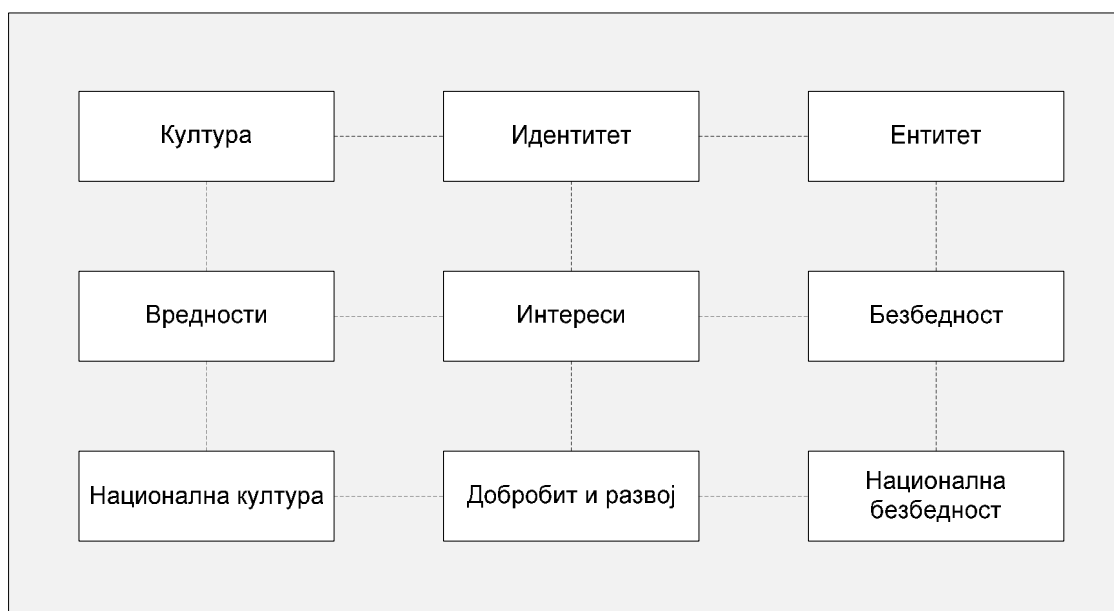 Култура
Идентитет
Ентитет
Вредности
Интереси
Безбедност
Национална култура
Добробит и развој
Национална
безбедност